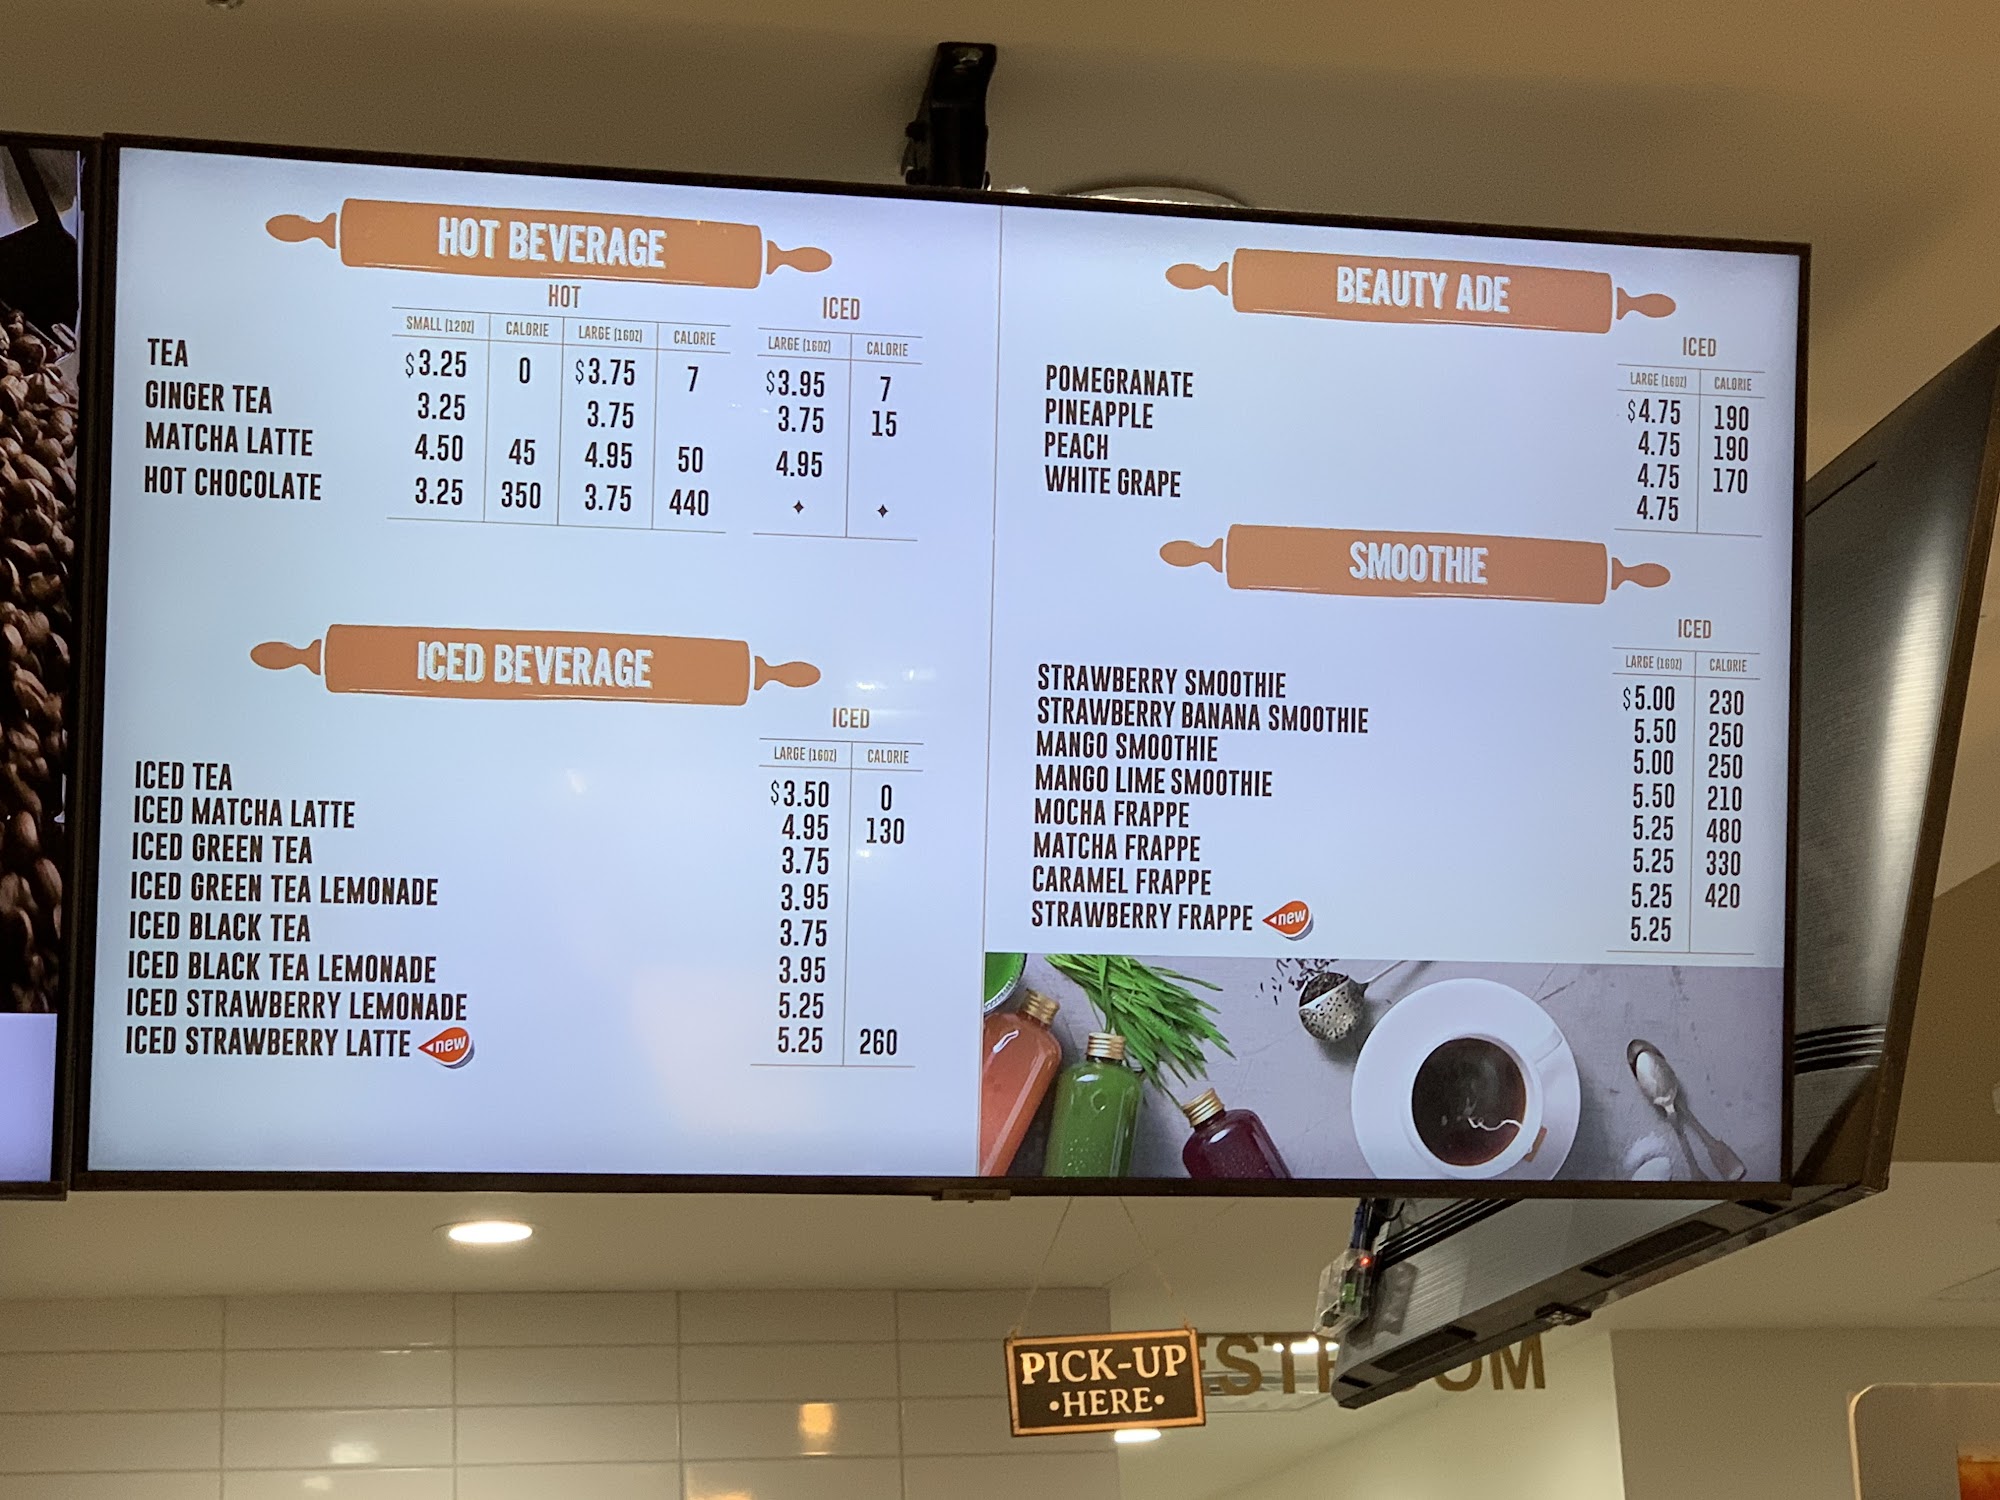 HOT BEVERAGE
HOT
ICED
SMALL (12OZ) CALORIE LARGE (16OZ) CALORIE LARGE (16OZ) CALORIE
TEA $3.25 0 $3.75 7 $3.95 7
GINGER TEA 3.25 3.75 3.75 15
MATCHA LATTE 4.50 45 4.95 50 4.95
HOT CHOCOLATE 3.25 350 3.75 440
ICED BEVERAGE
ICED
LARGE (16OZ) CALORIE
ICED TEA $3.50 0
ICED MATCHA LATTE 4.95 130
ICED GREEN TEA 3.75
ICED GREEN TEA LEMONADE 3.95
ICED BLACK TEA 3.75
ICED BLACK TEA LEMONADE 3.95
ICED STRAWBERRY LEMONADE 5.25
ICED STRAWBERRY LATTE new 5.25 260
BEAUTY ADE
ICED
LARGE (16OZ) CALORIE
POMEGRANATE $4.75 190
PINEAPPLE 4.75 190
PEACH 4.75 170
WHITE GRAPE 4.75
SMOOTHIE
ICED
LARGE (16OZ) CALORIE
STRAWBERRY SMOOTHIE $5.00 230
STRAWBERRY BANANA SMOOTHIE 5.50 250
MANGO SMOOTHIE 5.00 250
MANGO LIME SMOOTHIE 5.50 210
MOCHA FRAPPE 5.25 480
MATCHA FRAPPE 5.25 330
CARAMEL FRAPPE 5.25 420
STRAWBERRY FRAPPE new 5.25
PICK-UP
•HERE•